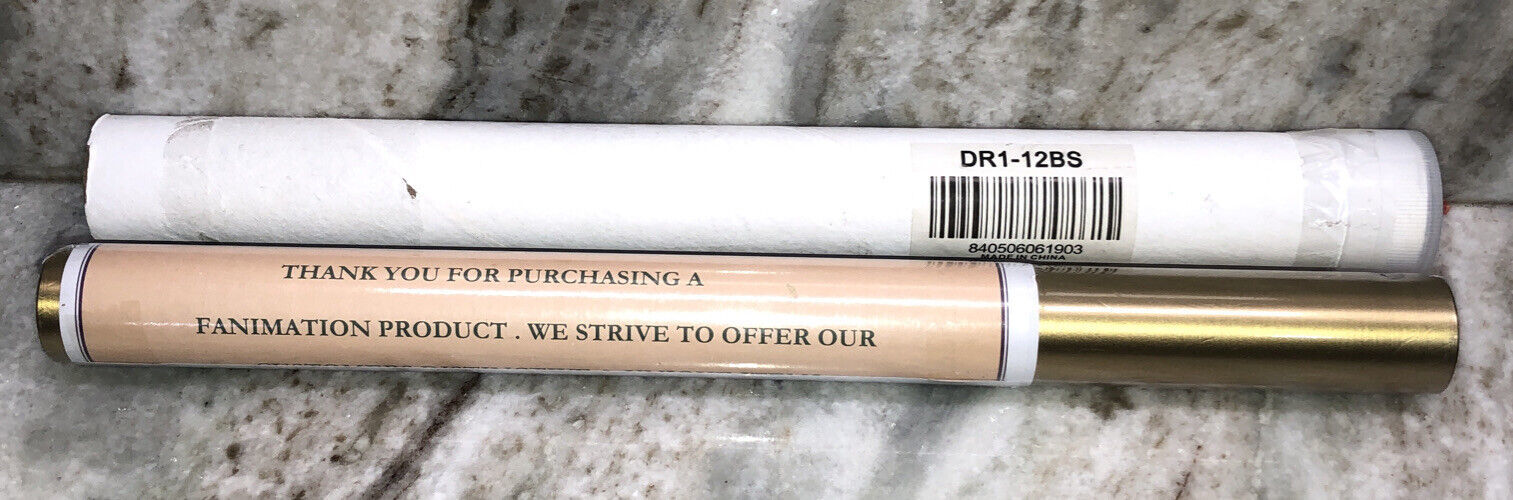 DR1-12BS
840506061903
MADE IN CHINA
THANK YOU FOR PURCHASING A
FANIMATION PRODUCT . WE STRIVE TO OFFER OUR